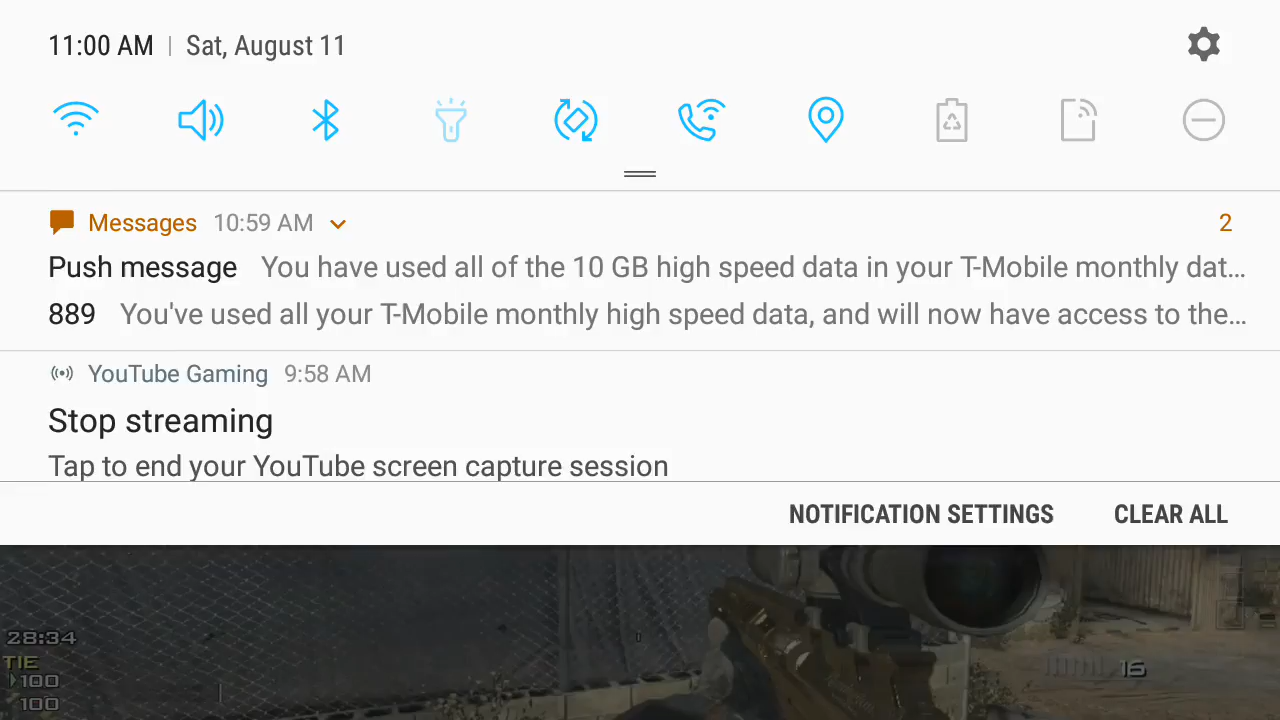 11:00 AM | Sat, August 11
Messages 10:59 AM 2
Push message You have used all of the 10 GB high speed data in your T-Mobile monthly dat...
889 You've used all your T-Mobile monthly high speed data, and will now have access to the...
YouTube Gaming 9:58 AM
Stop streaming
Tap to end your YouTube screen capture session
NOTIFICATION SETTINGS CLEAR ALL
28:34
TIE
100
16
100